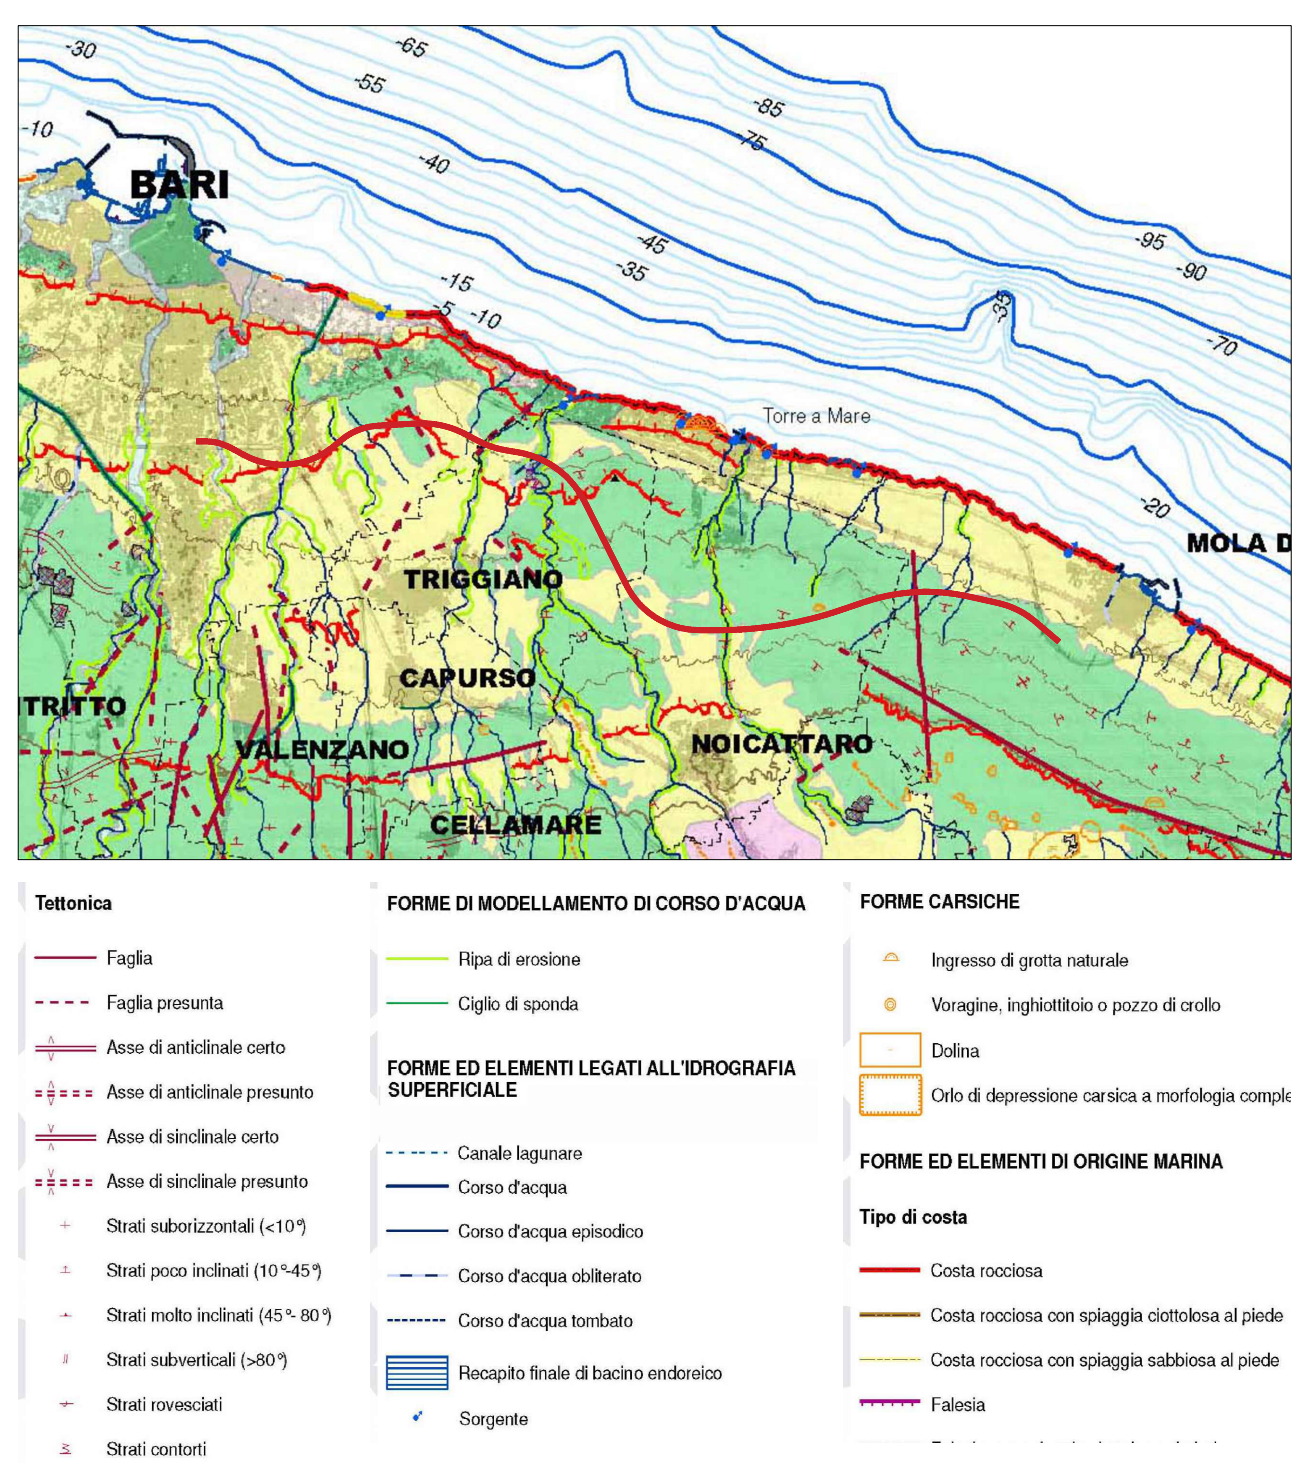 -30
-65
-55
-85
-10
-75
-40
BARI
-45
-35
-95
-90
-15
-5
-10
-35
-70
Torre a Mare
-20
MOLA D
TRIGGIANO
CAPURSO
ITRITTO
VALENZANO
NOICATTARO
CELLAMARE
Tettonica
Faglia
Faglia presunta
Asse di anticlinale certo
Asse di anticlinale presunto
Asse di sinclinale certo
Asse di sinclinale presunto
Strati suborizzontali (<10°)
Strati poco inclinati (10°-45°)
Strati molto inclinati (45°- 80°)
Strati subverticali (>80°)
Strati rovesciati
Strati contorti
FORME DI MODELLAMENTO DI CORSO D'ACQUA
Ripa di erosione
Ciglio di sponda
FORME ED ELEMENTI LEGATI ALL'IDROGRAFIA
SUPERFICIALE
Canale lagunare
Corso d'acqua
Corso d'acqua episodico
Corso d'acqua obliterato
Corso d'acqua tombato
Recapito finale di bacino endoreico
Sorgente
FORME CARSICHE
Ingresso di grotta naturale
Voragine, inghiottitoio o pozzo di crollo
Dolina
Orlo di depressione carsica a morfologia comple
FORME ED ELEMENTI DI ORIGINE MARINA
Tipo di costa
Costa rocciosa
Costa rocciosa con spiaggia ciottolosa al piede
Costa rocciosa con spiaggia sabbiosa al piede
Falesia